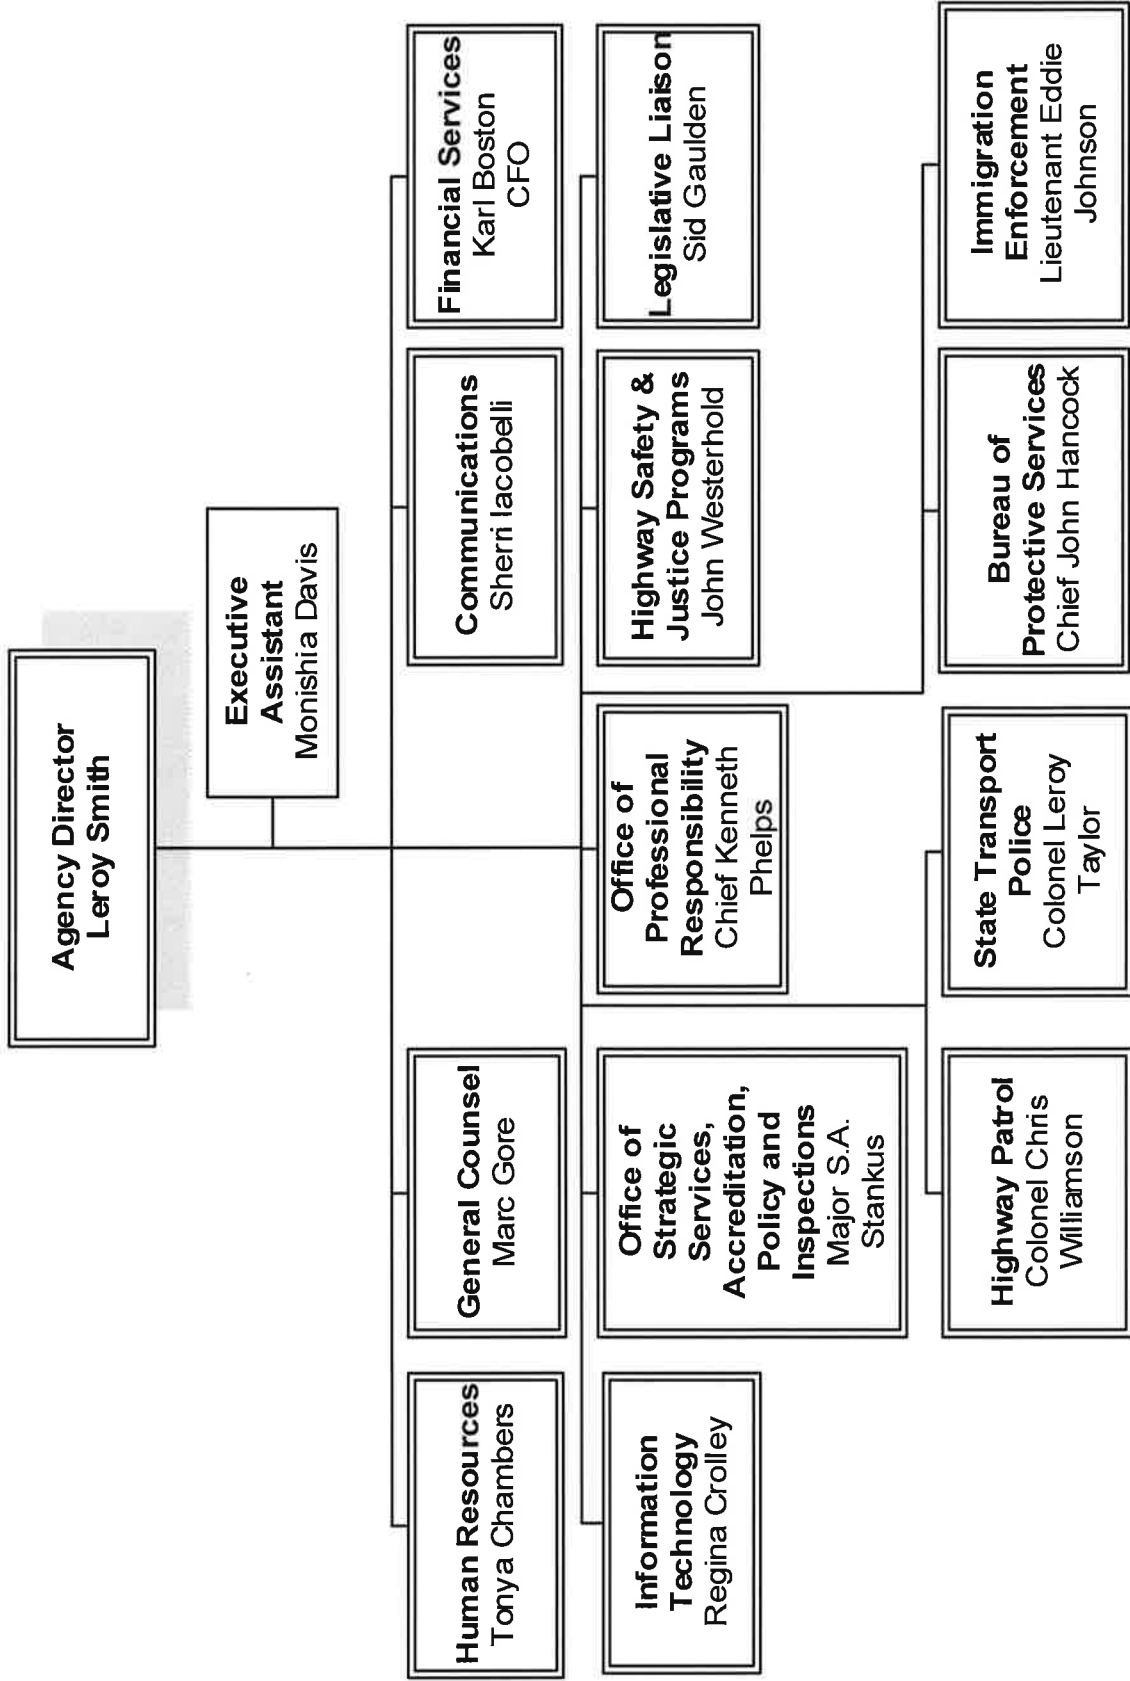 Agency Director
Leroy Smith
Executive
Assistant
Monishia Davis
Human Resources
Tonya Chambers
General Counsel
Marc Gore
Communications
Sherri Iacobelli
Financial Services
Karl Boston
CFO
Information
Technology
Regina Crolley
Office of
Strategic
Services,
Accreditation,
Policy and
Inspections
Major S.A.
Stankus
Office of
Professional
Responsibility
Chief Kenneth
Phelps
Highway Safety &
Justice Programs
John Westerhold
Legislative Liaison
Sid Gaulden
Highway Patrol
Colonel Chris
Williamson
State Transport
Police
Colonel Leroy
Taylor
Bureau of
Protective Services
Chief John Hancock
Immigration
Enforcement
Lieutenant Eddie
Johnson